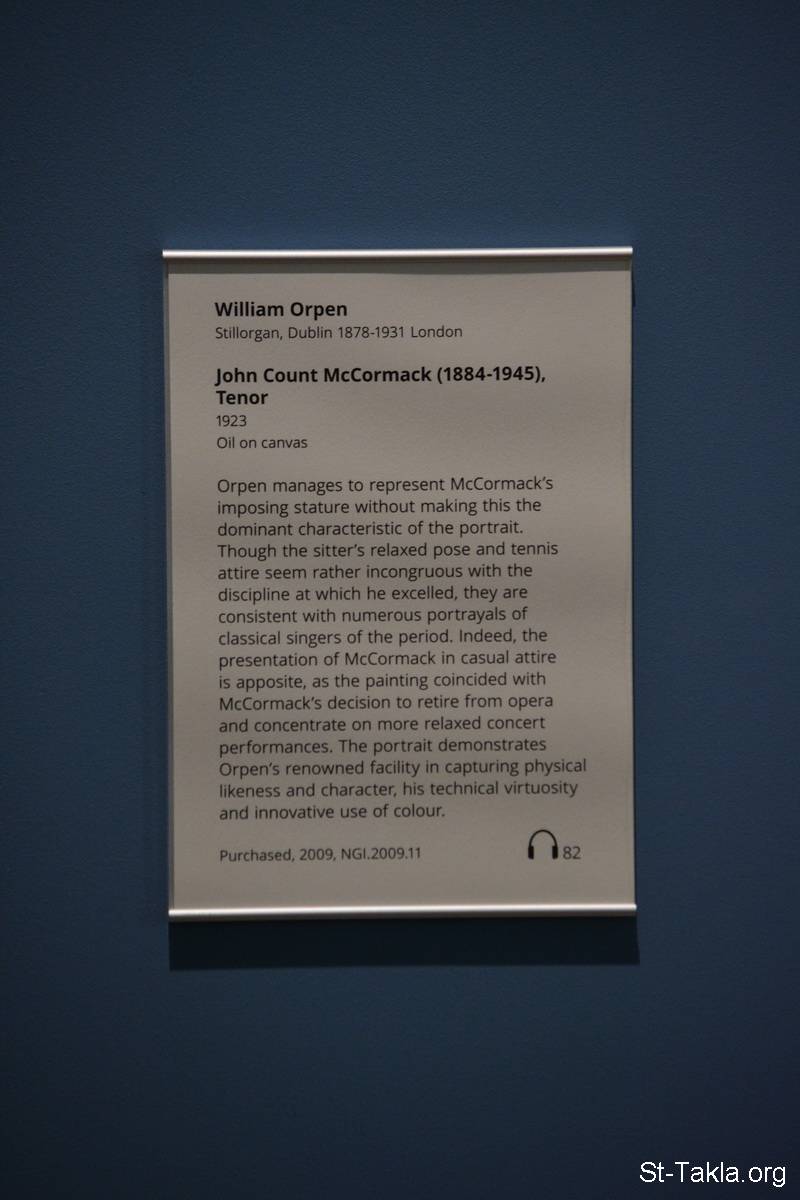 William Orpen
Stillorgan, Dublin 1878-1931 London
John Count McCormack (1884-1945),
Tenor
1923
Oil on canvas
Orpen manages to represent McCormack's
imposing stature without making this the
dominant characteristic of the portrait.
Though the sitter's relaxed pose and tennis
attire seem rather incongruous with the
discipline at which he excelled, they are
consistent with numerous portrayals of
classical singers of the period. Indeed, the
presentation of McCormack in casual attire
is apposite, as the painting coincided with
McCormack's decision to retire from opera
and concentrate on more relaxed concert
performances. The portrait demonstrates
Orpen's renowned facility in capturing physical
likeness and character, his technical virtuosity
and innovative use of colour.
Purchased, 2009, NGI.2009.11
82
St-Takla.org